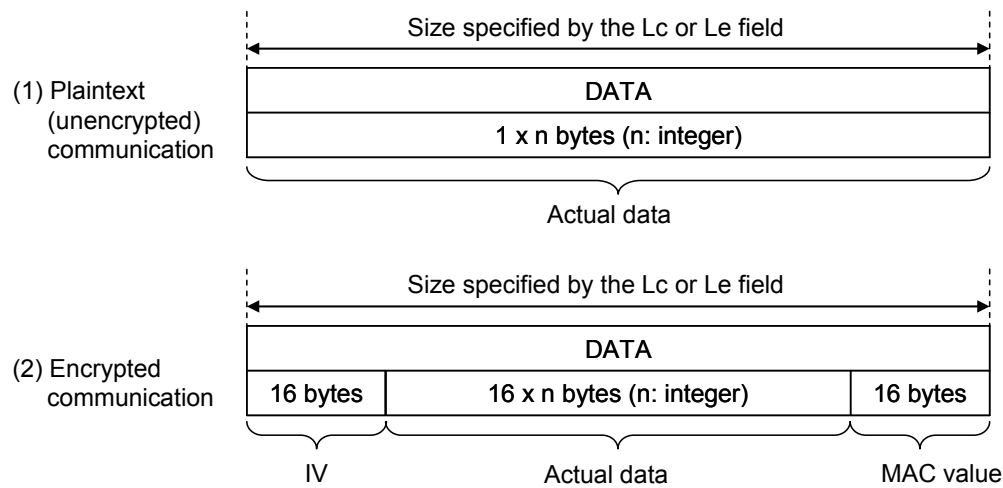 Size specified by the Lc or Le field
(1) Plaintext
(unencrypted)
communication
DATA
1 x n bytes (n: integer)
Actual data
Size specified by the Lc or Le field
(2) Encrypted
communication
DATA
16 bytes
16 x n bytes (n: integer)
16 bytes
IV
Actual data
MAC value